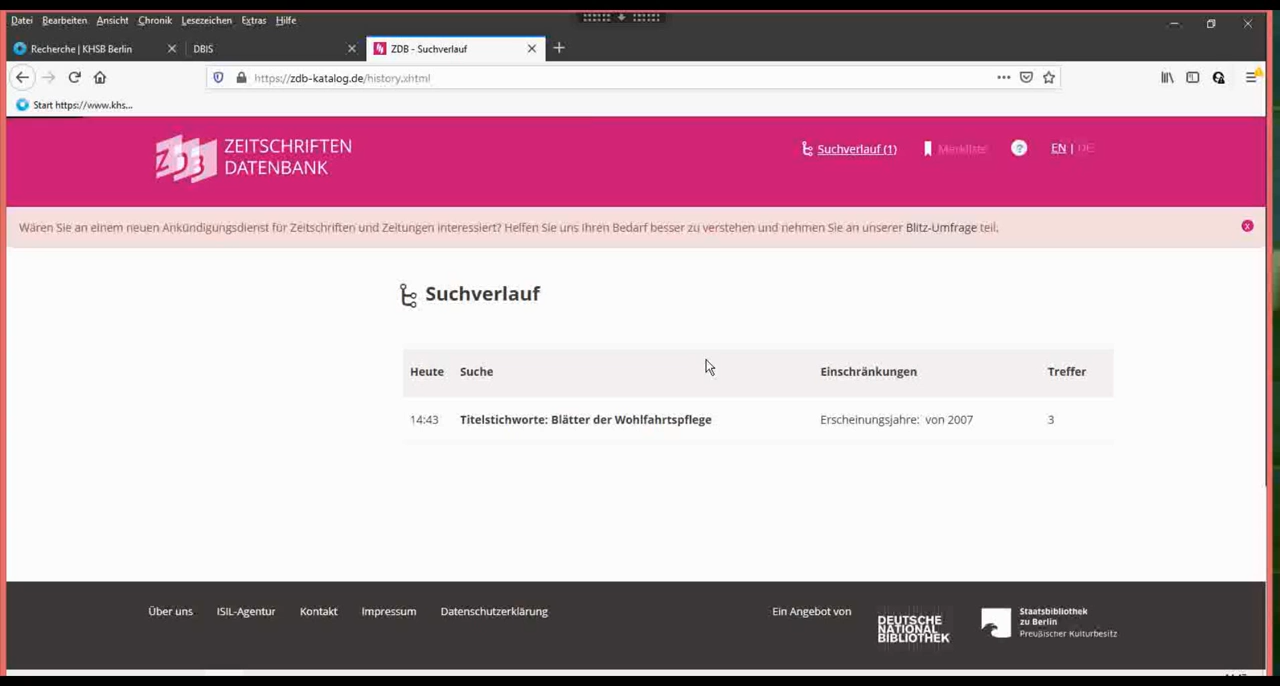 Datei Bearbeiten Ansicht Chronik Lesezeichen Extras Hilfe
Recherche | KHSB Berlin DBIS ZDB - Suchverlauf
https://zdb-katalog.de/history.xhtml
Start https://www.khs...
ZDB ZEITSCHRIFTEN
DATENBANK
Suchverlauf (1) Merkliste ? EN | DE
Wären Sie an einem neuen Ankündigungsdienst für Zeitschriften und Zeitungen interessiert? Helfen Sie uns Ihren Bedarf besser zu verstehen und nehmen Sie an unserer Blitz-Umfrage teil.
Suchverlauf
Heute Suche Einschränkungen Treffer
14:43 Titelstichworte: Blätter der Wohlfahrtspflege Erscheinungsjahre: von 2007 3
Über uns ISIL-Agentur Kontakt Impressum Datenschutzerklärung Ein Angebot von
DEUTSCHE
NATIONAL
BIBLIOTHEK
Staatsbibliothek
zu Berlin
Preußischer Kulturbesitz